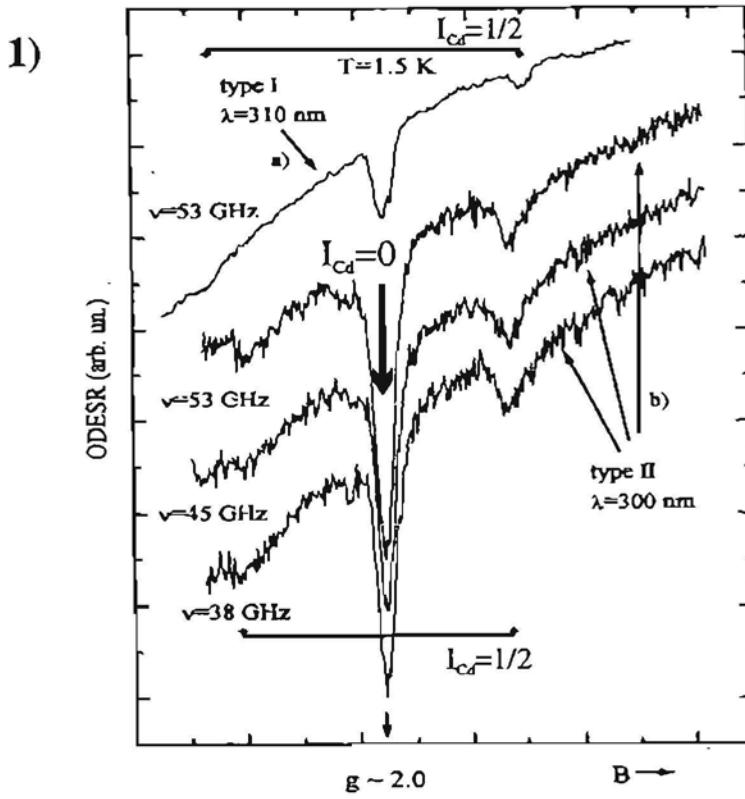 1)
I_Cd=1/2
T=1.5 K
type I
λ=310 nm
a)
ν=53 GHz
I_Cd=0
ν=53 GHz
b)
type II
λ=300 nm
ν=45 GHz
ν=38 GHz
I_Cd=1/2
ODESR (arb. un.)
g ~ 2.0
B →